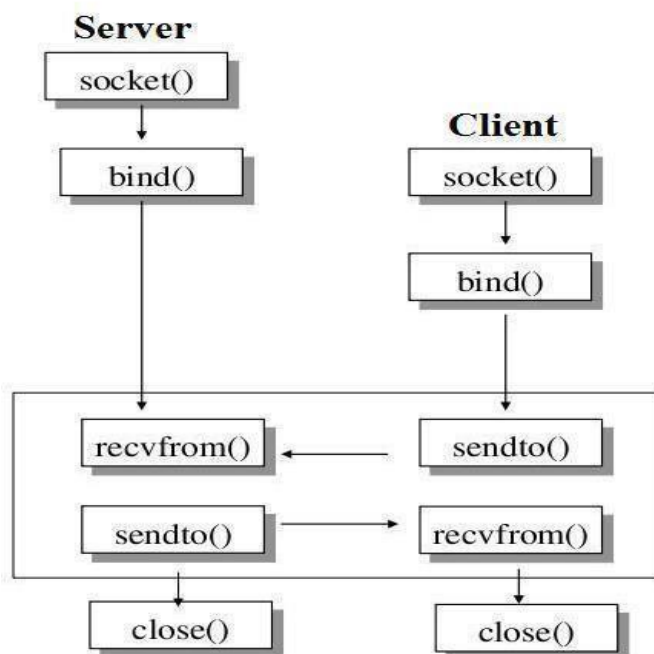 Server
socket()
bind()
Client
socket()
bind()
recvfrom()
sendto()
sendto()
recvfrom()
close()
close()